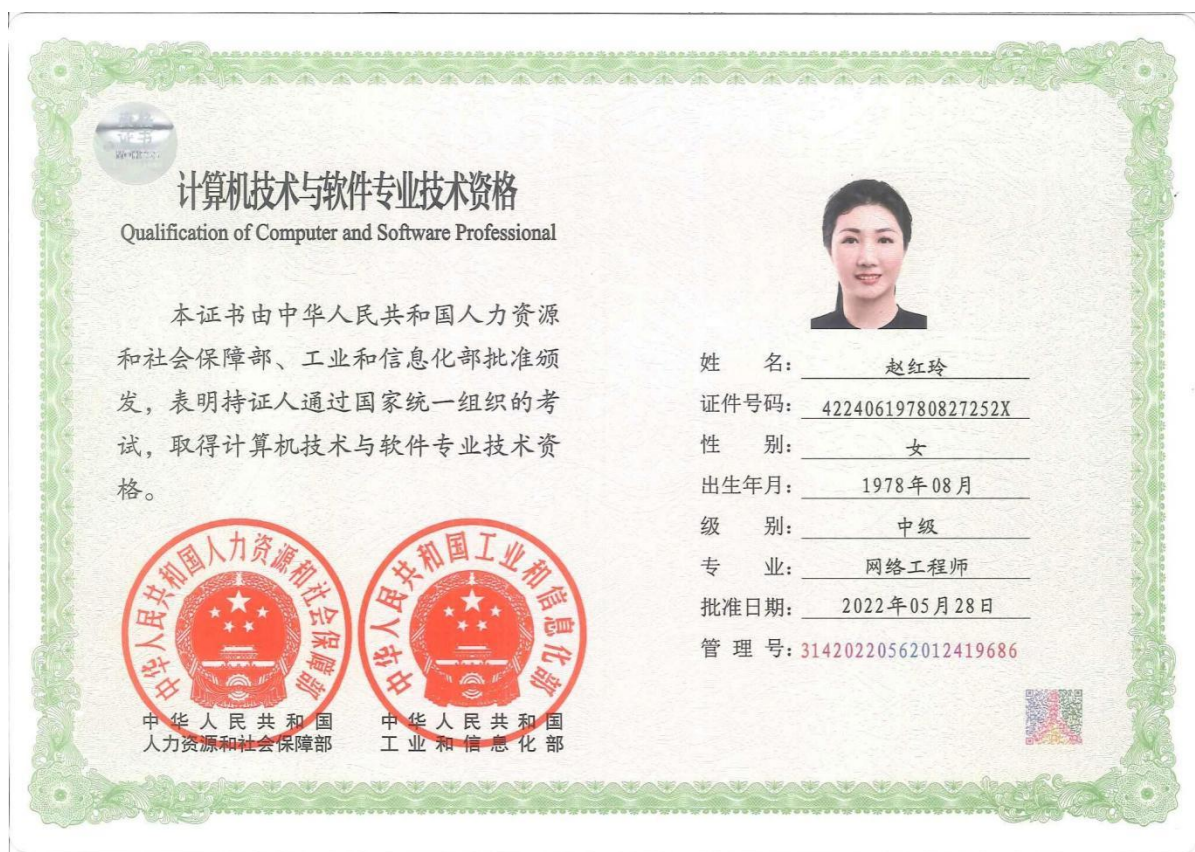 资格
证书
计算机技术与软件专业技术资格
Qualification of Computer and Software Professional
本证书由中华人民共和国人力资源
和社会保障部、工业和信息化部批准颁
发，表明持证人通过国家统一组织的考
试，取得计算机技术与软件专业技术资
格。
中华人民共和国人力资源和社会保障部
中华人民共和国工业和信息化部
中华人民共和国
人力资源和社会保障部
中华人民共和国
工业和信息化部
姓 名： 赵红玲
证件号码： 42240619780827252X
性 别： 女
出生年月： 1978年08月
级 别： 中级
专 业： 网络工程师
批准日期： 2022年05月28日
管 理 号： 31420220562012419686